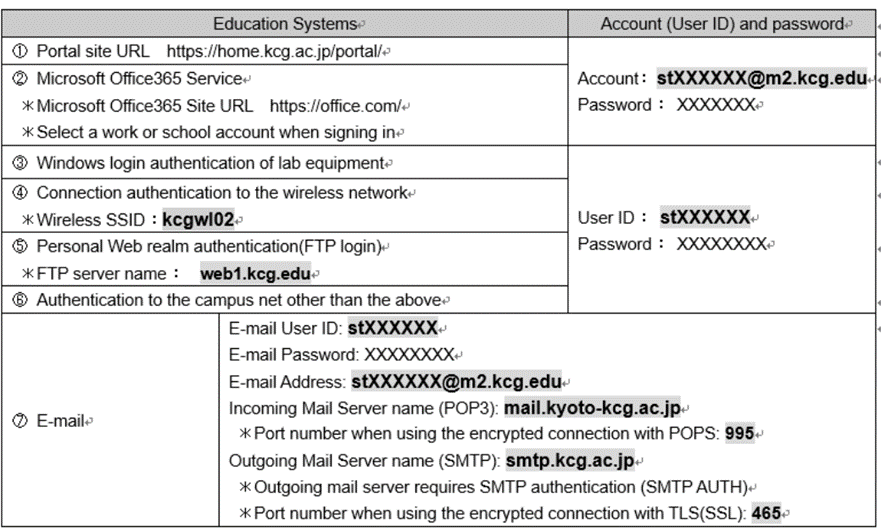 Education Systems
Account (User ID) and password
① Portal site URL https://home.kcg.ac.jp/portal/
② Microsoft Office365 Service
＊Microsoft Office365 Site URL https://office.com/
＊Select a work or school account when signing in
Account： stXXXXXX@m2.kcg.edu
Password： XXXXXXX
③ Windows login authentication of lab equipment
④ Connection authentication to the wireless network
＊Wireless SSID：kcgwl02
⑤ Personal Web realm authentication(FTP login)
＊FTP server name： web1.kcg.edu
⑥ Authentication to the campus net other than the above
User ID： stXXXXXX
Password： XXXXXXXX
⑦ E-mail
E-mail User ID: stXXXXXX
E-mail Password: XXXXXXXX
E-mail Address: stXXXXXX@m2.kcg.edu
Incoming Mail Server name (POP3): mail.kyoto-kcg.ac.jp
＊Port number when using the encrypted connection with POPS: 995
Outgoing Mail Server name (SMTP): smtp.kcg.ac.jp
＊Outgoing mail server requires SMTP authentication (SMTP AUTH)
＊Port number when using the encrypted connection with TLS(SSL): 465